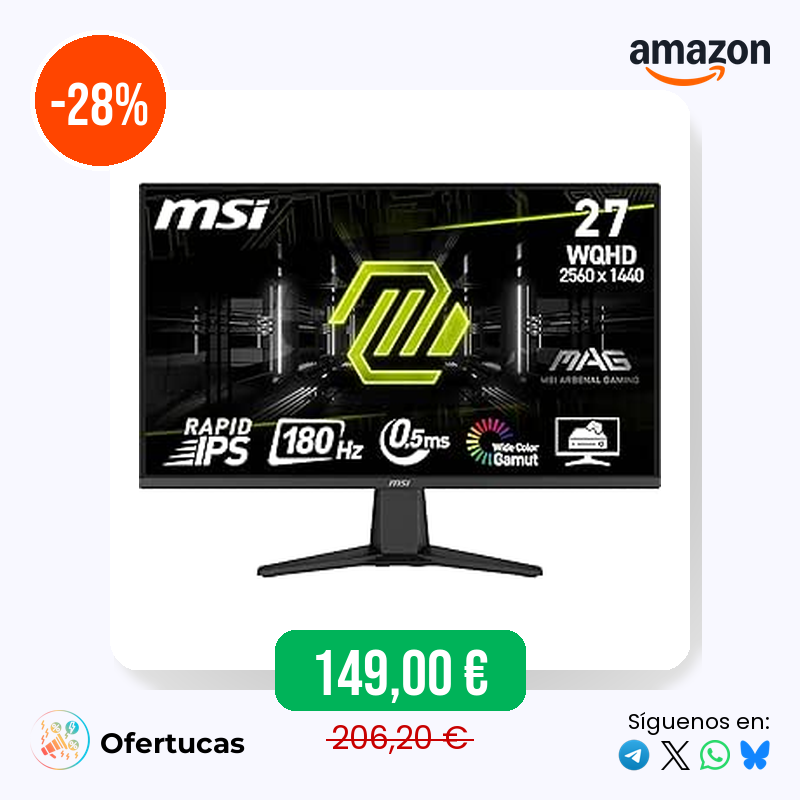 -28%
amazon
msi
27
WQHD
2560 x 1440
MAG
MSI ARSENAL GAMING
RAPID
IPS
180 Hz
0,5ms
Wide Color
Gamut
msi
149,00 €
206,20 €
Ofertucas
Síguenos en: